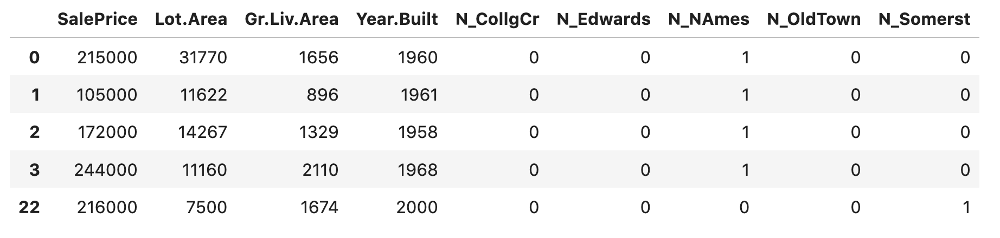 SalePrice Lot.Area Gr.Liv.Area Year.Built N_CollgCr N_Edwards N_NAmes N_OldTown N_Somerst
0 215000 31770 1656 1960 0 0 1 0 0
1 105000 11622 896 1961 0 0 1 0 0
2 172000 14267 1329 1958 0 0 1 0 0
3 244000 11160 2110 1968 0 0 1 0 0
22 216000 7500 1674 2000 0 0 0 0 1